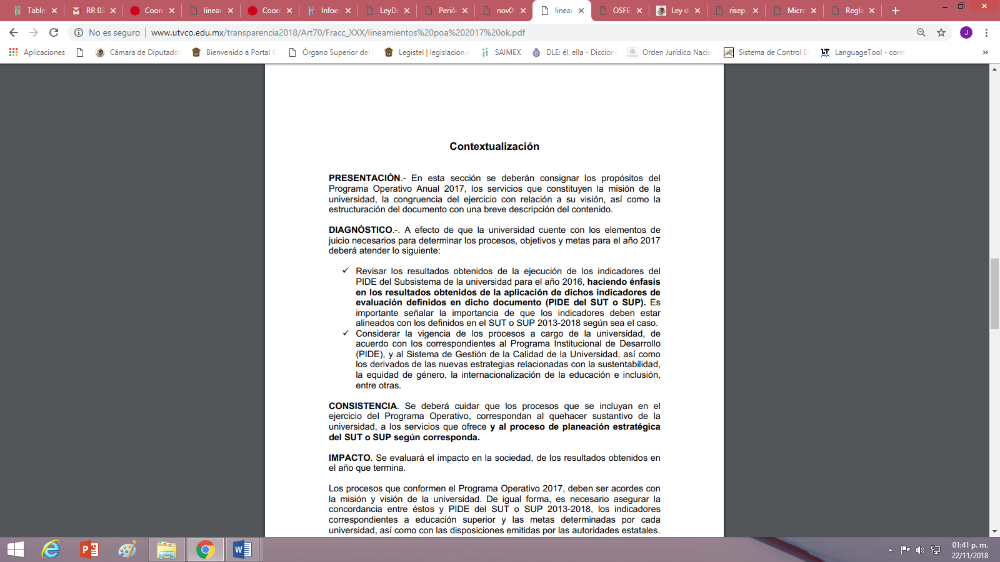 Table
RR 03
Coord
linear
Coord
Infoer
LeyDe
Perió
nov09
linear
OSFE
Ley d
risep.
Micro
Regla
No es seguro | www.utvco.edu.mx/transparencia2018/Art70/Fracc_XXX/lineamientos%20poa%202017%20ok.pdf
J
Aplicaciones
Cámara de Diputados
Bienvenido a Portal C
Órgano Superior del
Legistel | legislacion.e
SAIMEX
DLE: él, ella - Diccion
Orden Jurídico Nacio
Sistema de Control E
LanguageTool - corre
Contextualización
PRESENTACIÓN.- En esta sección se deberán consignar los propósitos del
Programa Operativo Anual 2017, los servicios que constituyen la misión de la
universidad, la congruencia del ejercicio con relación a su visión, así como la
estructuración del documento con una breve descripción del contenido.
DIAGNÓSTICO.-. A efecto de que la universidad cuente con los elementos de
juicio necesarios para determinar los procesos, objetivos y metas para el año 2017
deberá atender lo siguiente:
✓ Revisar los resultados obtenidos de la ejecución de los indicadores del
PIDE del Subsistema de la universidad para el año 2016, haciendo énfasis
en los resultados obtenidos de la aplicación de dichos indicadores de
evaluación definidos en dicho documento (PIDE del SUT o SUP). Es
importante señalar la importancia de que los indicadores deben estar
alineados con los definidos en el SUT o SUP 2013-2018 según sea el caso.
✓ Considerar la vigencia de los procesos a cargo de la universidad, de
acuerdo con los correspondientes al Programa Institucional de Desarrollo
(PIDE), y al Sistema de Gestión de la Calidad de la Universidad, así como
los derivados de las nuevas estrategias relacionadas con la sustentabilidad,
la equidad de género, la internacionalización de la educación e inclusión,
entre otras.
CONSISTENCIA. Se deberá cuidar que los procesos que se incluyan en el
ejercicio del Programa Operativo, correspondan al quehacer sustantivo de la
universidad, a los servicios que ofrece y al proceso de planeación estratégica
del SUT o SUP según corresponda.
IMPACTO. Se evaluará el impacto en la sociedad, de los resultados obtenidos en
el año que termina.
Los procesos que conformen el Programa Operativo 2017, deben ser acordes con
la misión y visión de la universidad. De igual forma, es necesario asegurar la
concordancia entre éstos y PIDE del SUT o SUP 2013-2018, los indicadores
correspondientes a educación superior y las metas determinadas por cada
universidad, así como con las disposiciones emitidas por las autoridades estatales.
01:41 p. m.
22/11/2018